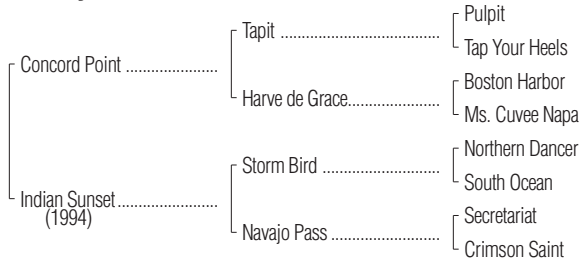 Pulpit
Tapit ........................................
Tap Your Heels
Concord Point ........................
Boston Harbor
Harve de Grace........................
Ms. Cuvee Napa
Northern Dancer
Storm Bird ..............................
South Ocean
Indian Sunset..........................
(1994)
Secretariat
Navajo Pass ............................
Crimson Saint